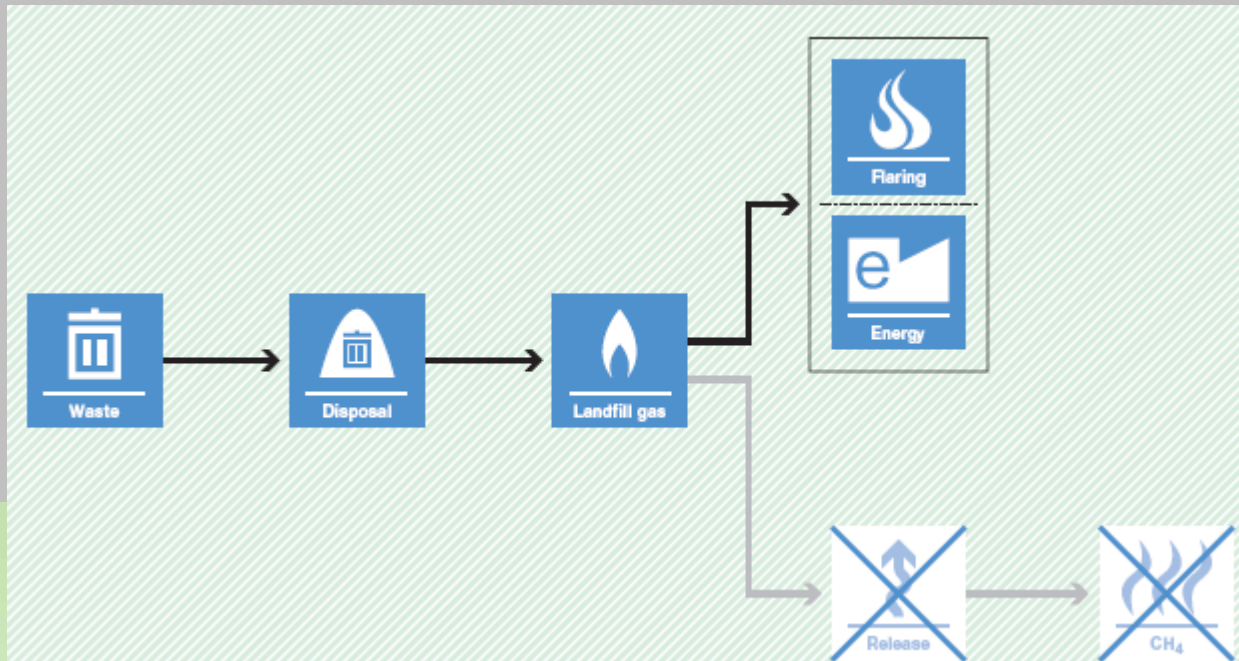 Flaring
e
Energy
Waste
Disposal
Landfill gas
Release
CH₄